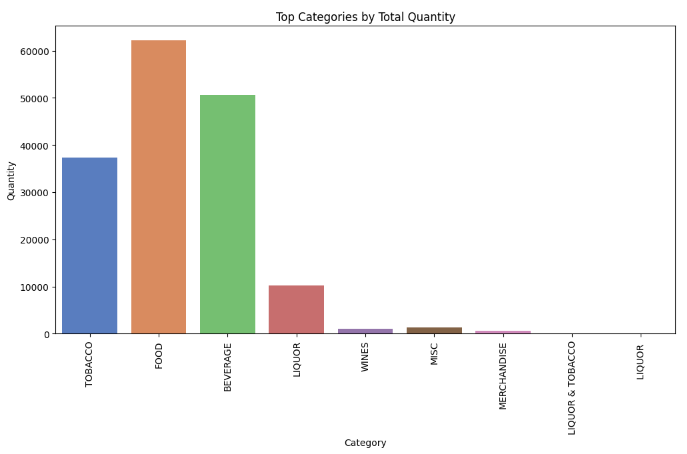 Top Categories by Total Quantity
60000
50000
40000
30000
20000
10000
0
Quantity
TOBACCO
FOOD
BEVERAGE
LIQUOR
WINES
MISC
MERCHANDISE
LIQUOR & TOBACCO
LIQUOR
Category